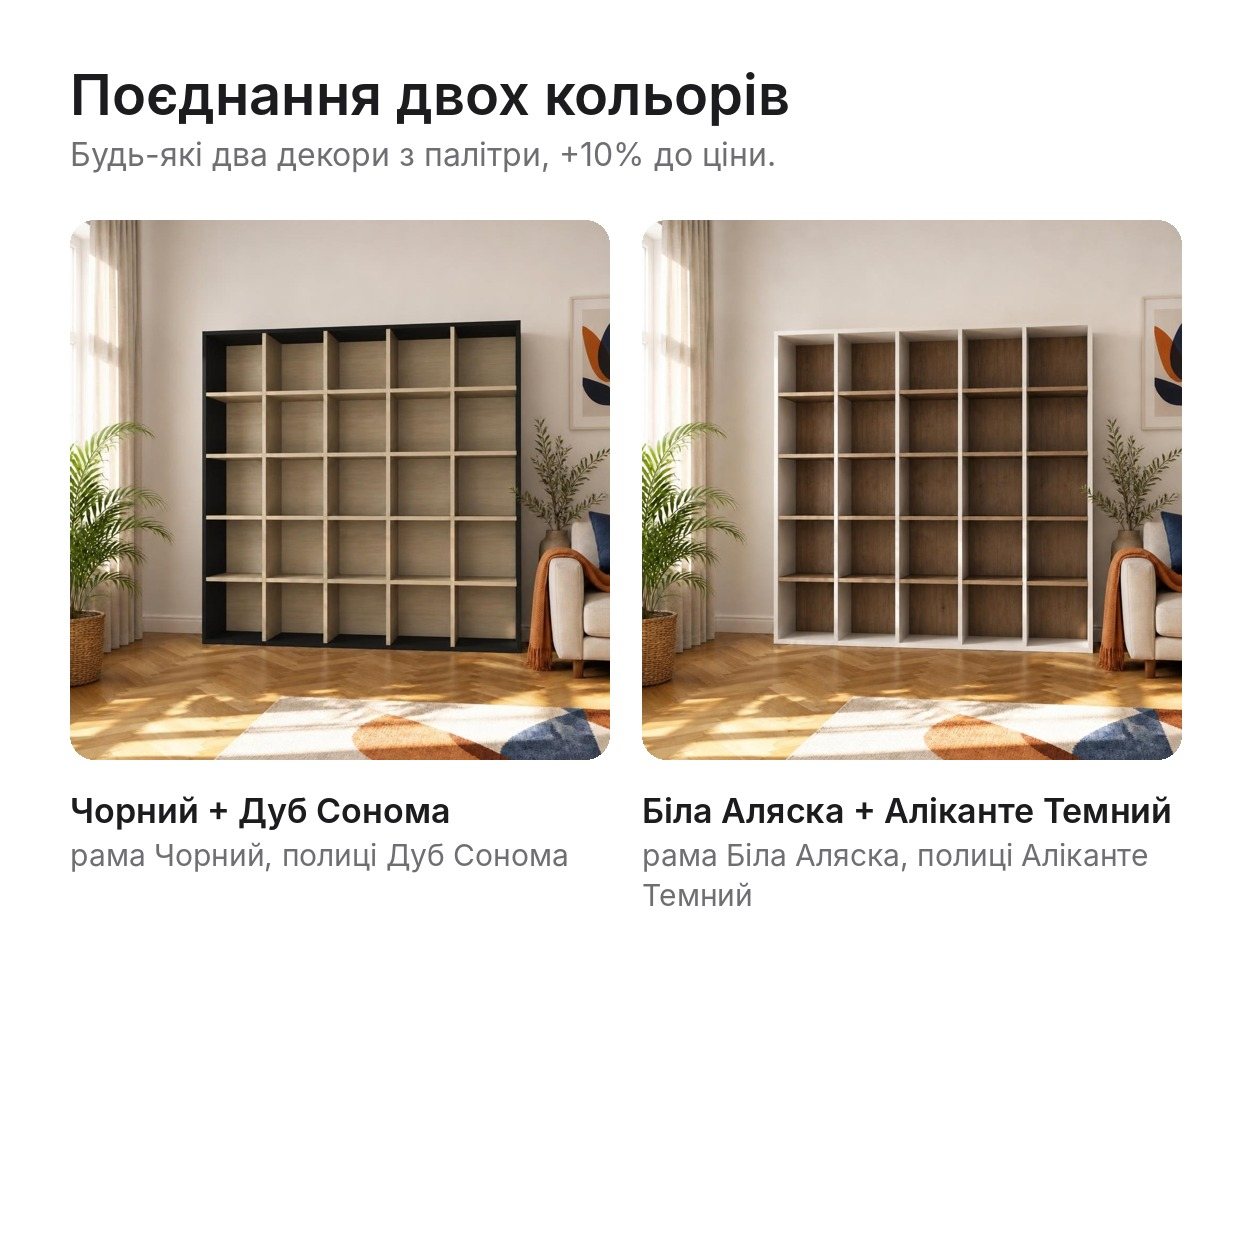 Поєднання двох кольорів
Будь-які два декори з палітри, +10% до ціни.
Чорний + Дуб Сонома
рама Чорний, полиці Дуб Сонома
Біла Аляска + Аліканте Темний
рама Біла Аляска, полиці Аліканте
Темний